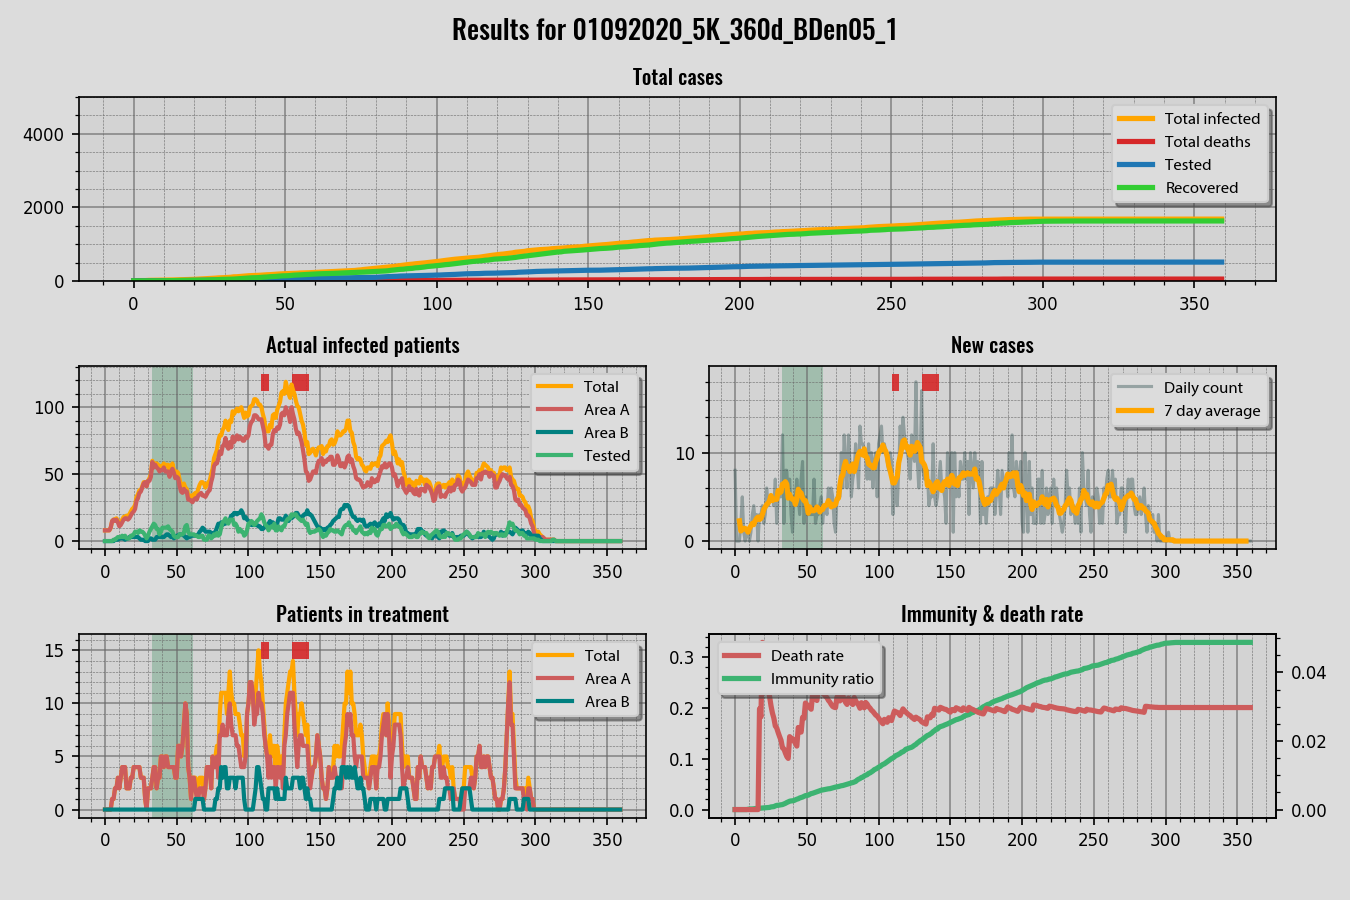 Results for 01092020_5K_360d_BDen05_1
Total cases
4000
2000
0
Total infected
Total deaths
Tested
Recovered
0 50 100 150 200 250 300 350
Actual infected patients
100
50
0
Total
Area A
Area B
Tested
0 50 100 150 200 250 300 350
New cases
10
0
Daily count
7 day average
0 50 100 150 200 250 300 350
Patients in treatment
15
10
5
0
Total
Area A
Area B
0 50 100 150 200 250 300 350
Immunity & death rate
0.3
0.2
0.1
0.0
Death rate
Immunity ratio
0.04
0.02
0.00
0 50 100 150 200 250 300 350